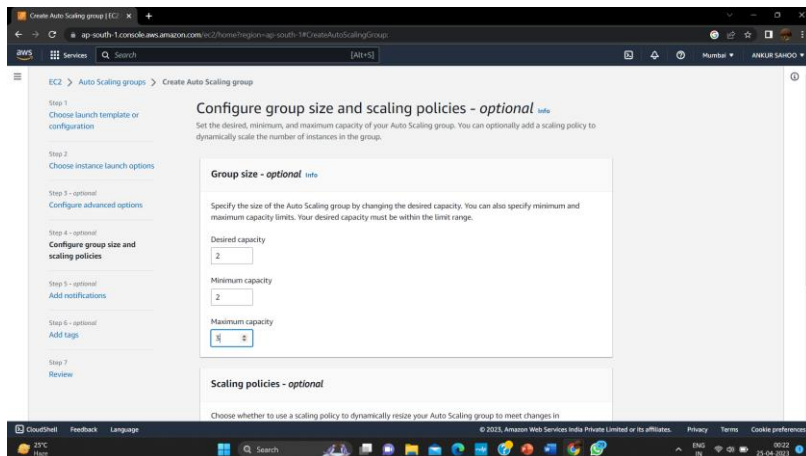 Create Auto Scaling group | EC2
ap-south-1.console.aws.amazon.com/ec2/home?region=ap-south-1#CreateAutoScalingGroup:
aws Services Search [Alt+S] Mumbai ANKUR SAHOO
EC2 > Auto Scaling groups > Create Auto Scaling group
Step 1
Choose launch template or
configuration
Step 2
Choose instance launch options
Step 3 - optional
Configure advanced options
Step 4 - optional
Configure group size and
scaling policies
Step 5 - optional
Add notifications
Step 6 - optional
Add tags
Step 7
Review
Configure group size and scaling policies - optional Info
Set the desired, minimum, and maximum capacity of your Auto Scaling group. You can optionally add a scaling policy to
dynamically scale the number of instances in the group.
Group size - optional Info
Specify the size of the Auto Scaling group by changing the desired capacity. You can also specify minimum and
maximum capacity limits. Your desired capacity must be within the limit range.
Desired capacity
2
Minimum capacity
2
Maximum capacity
Scaling policies - optional
Choose whether to use a scaling policy to dynamically resize your Auto Scaling group to meet changes in
CloudShell Feedback Language © 2023, Amazon Web Services India Private Limited or its affiliates. Privacy Terms Cookie preferences
25°C
Haze
Search
ENG
IN
00:22
25-04-2023